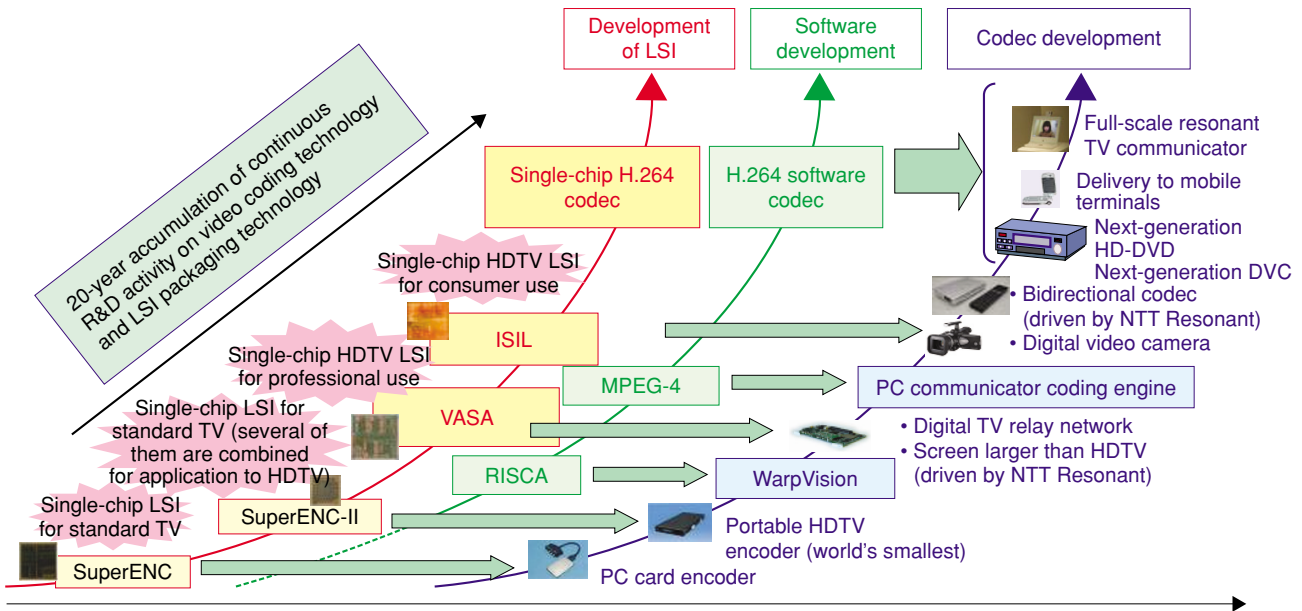 Development
of LSI
Software
development
Codec development
20-year accumulation of continuous
R&D activity on video coding technology
and LSI packaging technology
Full-scale resonant
TV communicator
Single-chip H.264
codec
H.264 software
codec
Delivery to mobile
terminals
Next-generation
HD-DVD
Next-generation DVC
Single-chip HDTV LSI
for consumer use
• Bidirectional codec
(driven by NTT Resonant)
• Digital video camera
ISIL
Single-chip HDTV LSI
for professional use
MPEG-4
PC communicator coding engine
Single-chip LSI for
standard TV (several of
them are combined
for application to HDTV)
VASA
• Digital TV relay network
• Screen larger than HDTV
(driven by NTT Resonant)
RISCA
WarpVision
Single-chip LSI
for standard TV
SuperENC-II
Portable HDTV
encoder (world's smallest)
SuperENC
PC card encoder